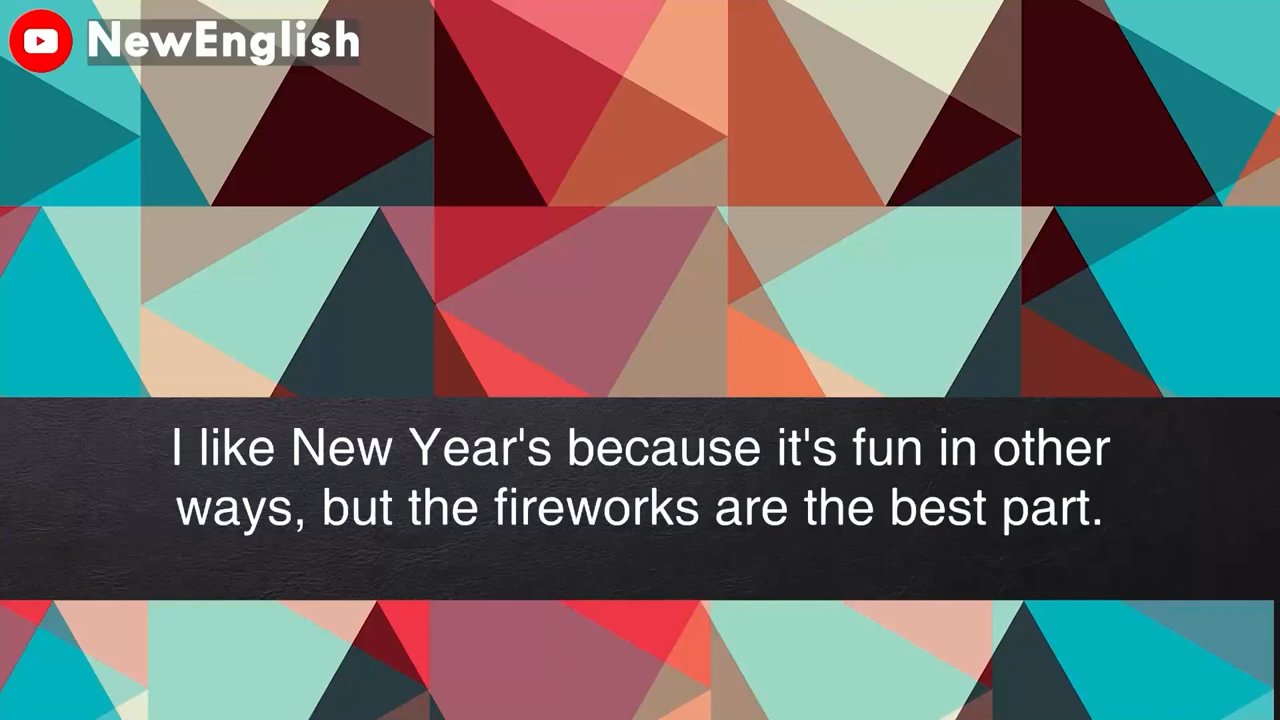 NewEnglish
I like New Year's because it's fun in other
ways, but the fireworks are the best part.